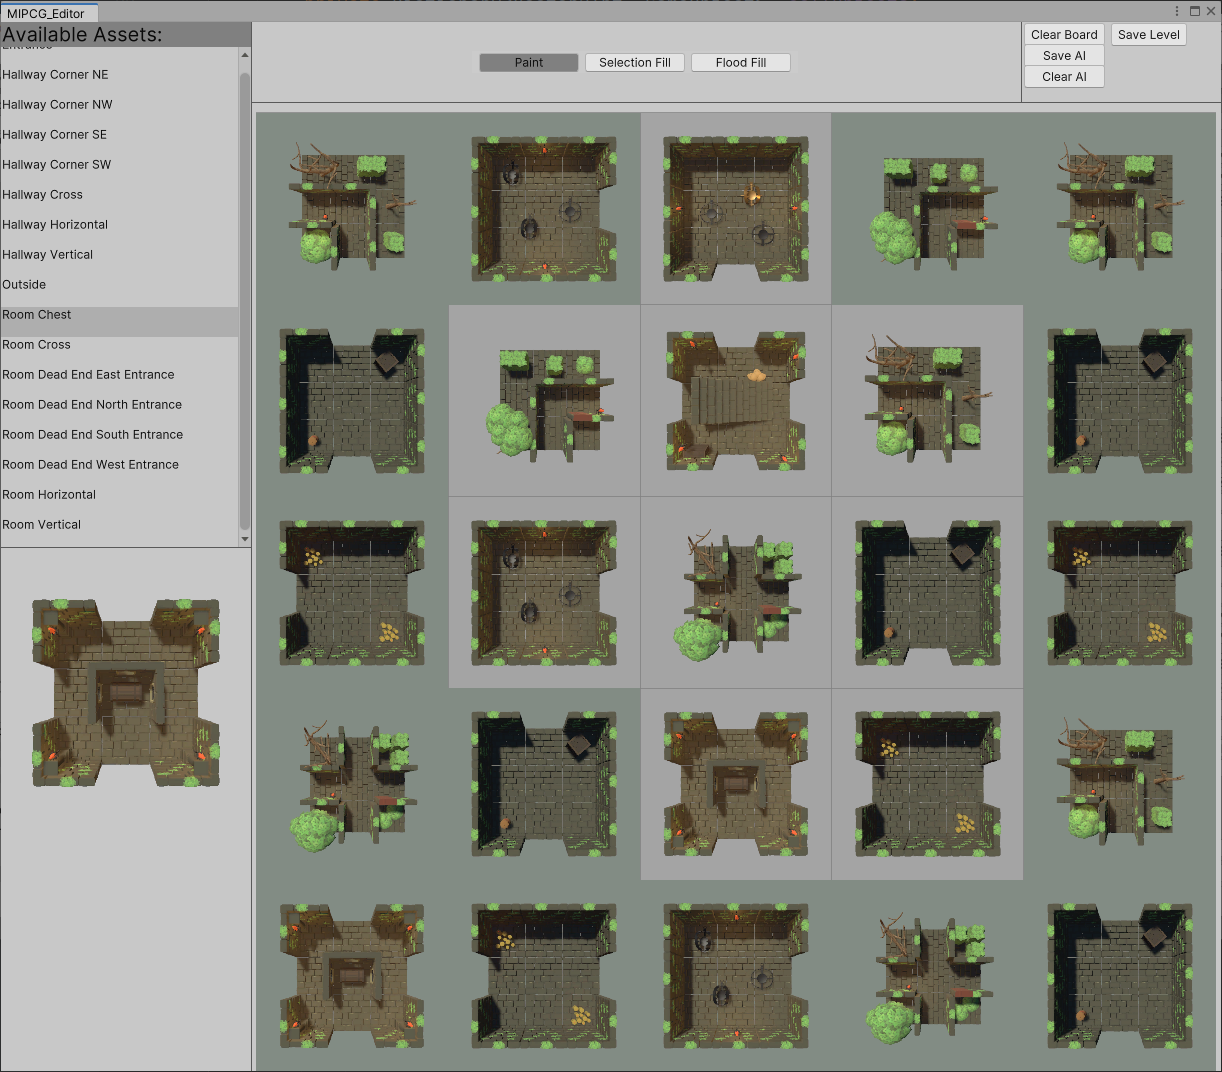 MIPCG_Editor
Available Assets:
Entrance
Hallway Corner NE
Hallway Corner NW
Hallway Corner SE
Hallway Corner SW
Hallway Cross
Hallway Horizontal
Hallway Vertical
Outside
Room Chest
Room Cross
Room Dead End East Entrance
Room Dead End North Entrance
Room Dead End South Entrance
Room Dead End West Entrance
Room Horizontal
Room Vertical
Paint
Selection Fill
Flood Fill
Clear Board
Save Level
Save AI
Clear AI